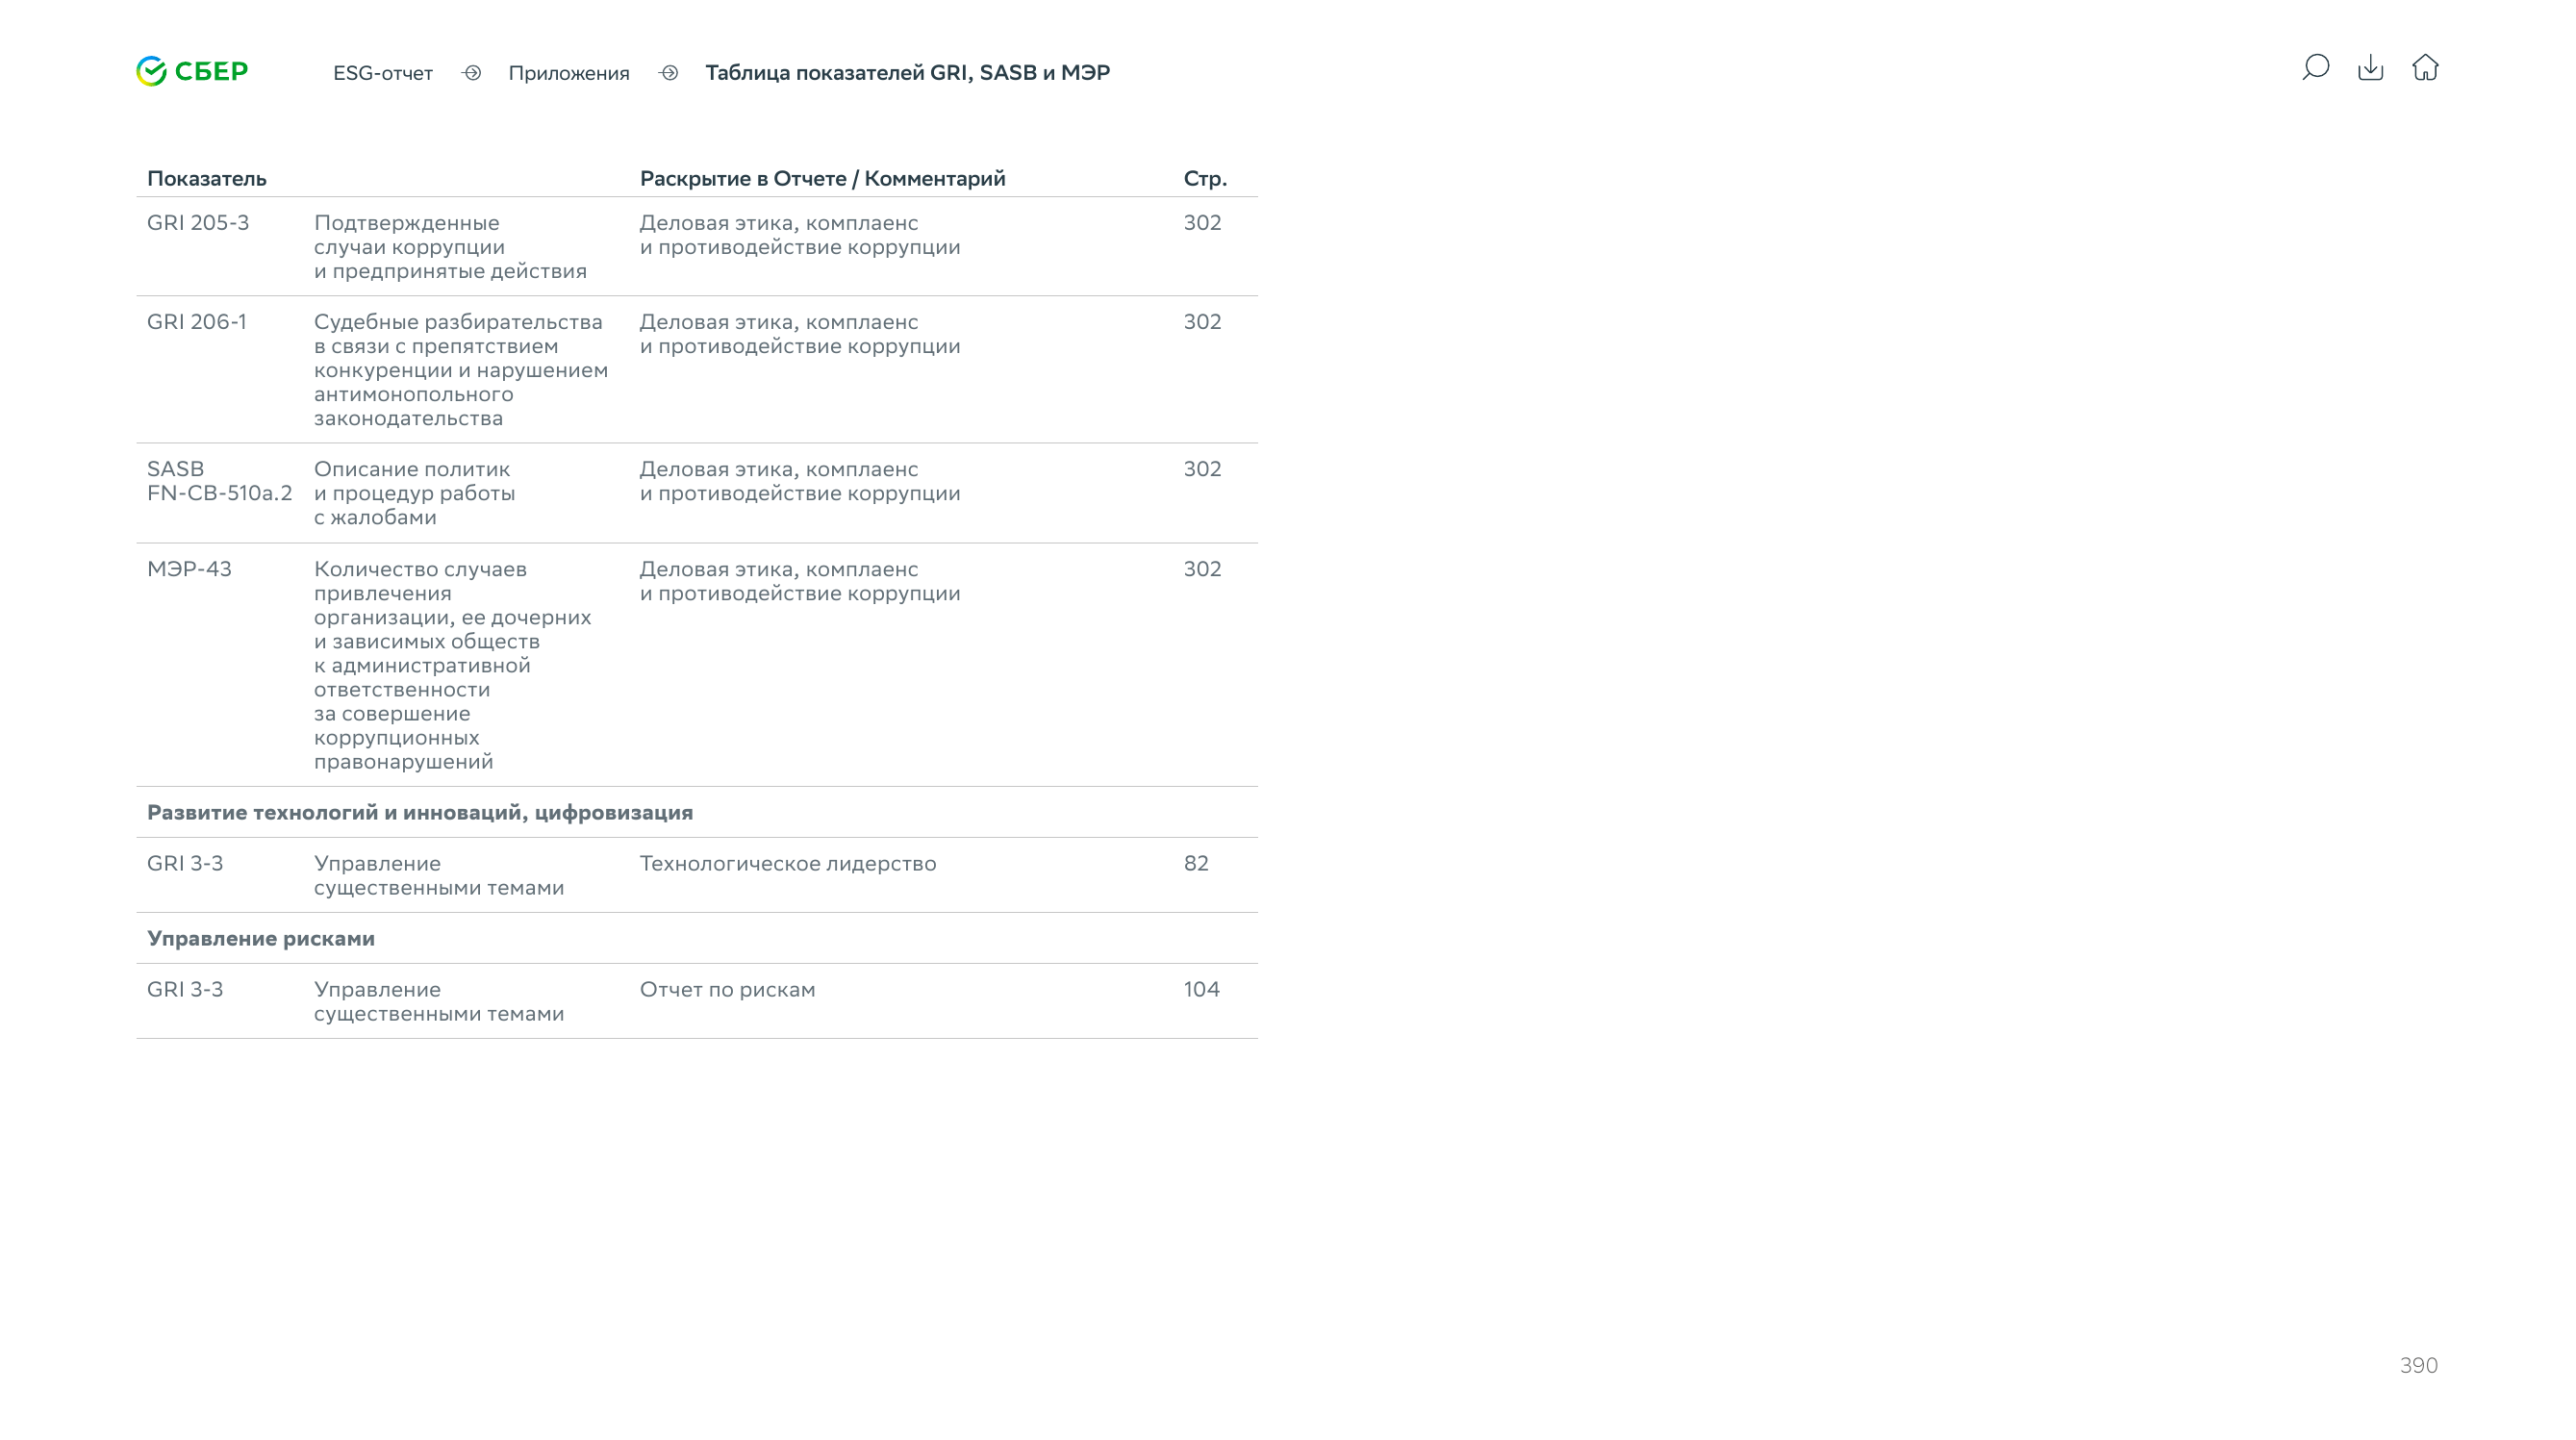 СБЕР
ESG-отчет
Приложения
Таблица показателей GRI, SASB и МЭР
Показатель
Раскрытие в Отчете / Комментарий
Стр.
GRI 205-3
Подтвержденные
случаи коррупции
и предпринятые действия
Деловая этика, комплаенс
и противодействие коррупции
302
GRI 206-1
Судебные разбирательства
в связи с препятствием
конкуренции и нарушением
антимонопольного
законодательства
Деловая этика, комплаенс
и противодействие коррупции
302
SASB
FN-CB-510a.2
Описание политик
и процедур работы
с жалобами
Деловая этика, комплаенс
и противодействие коррупции
302
МЭР-43
Количество случаев
привлечения
организации, ее дочерних
и зависимых обществ
к административной
ответственности
за совершение
коррупционных
правонарушений
Деловая этика, комплаенс
и противодействие коррупции
302
Развитие технологий и инноваций, цифровизация
GRI 3-3
Управление
существенными темами
Технологическое лидерство
82
Управление рисками
GRI 3-3
Управление
существенными темами
Отчет по рискам
104
390